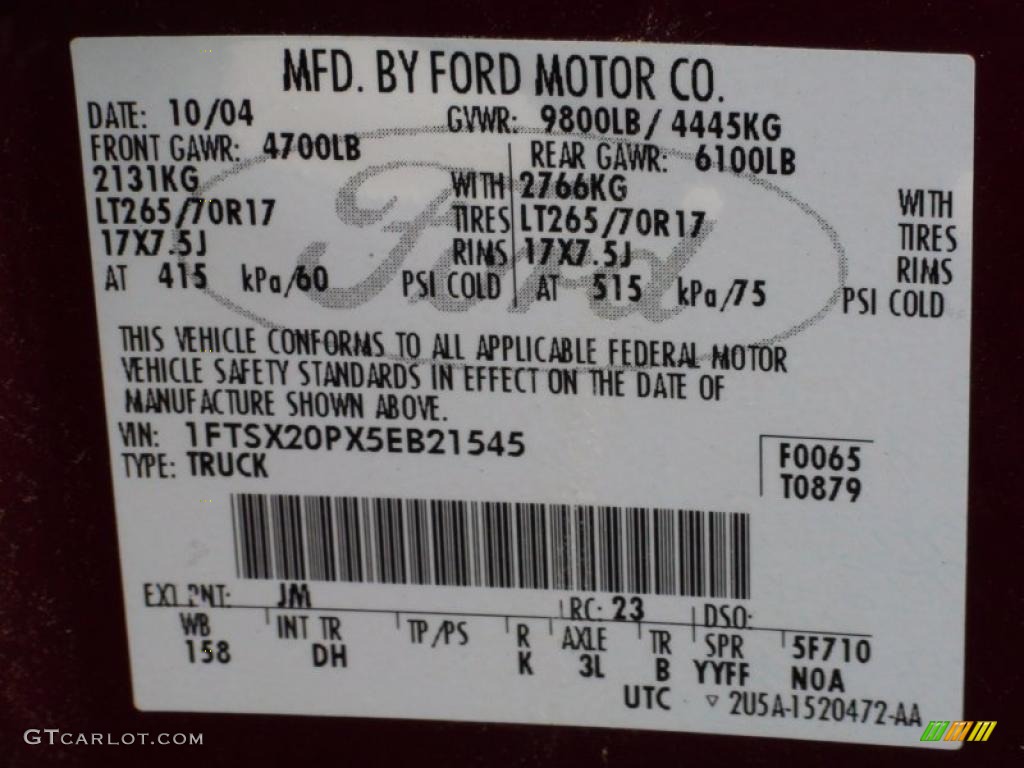 MFD. BY FORD MOTOR CO.
DATE: 10/04 GVWR: 9800LB/ 4445KG
FRONT GAWR: 4700LB REAR GAWR: 6100LB
2131KG WITH 2766KG WITH
LT265/70R17 TIRES LT265/70R17 TIRES
17X7.5J RIMS 17X7.5J RIMS
AT 415 kPa/60 PSI COLD AT 515 kPa/75 PSI COLD
Ford
THIS VEHICLE CONFORMS TO ALL APPLICABLE FEDERAL MOTOR
VEHICLE SAFETY STANDARDS IN EFFECT ON THE DATE OF
MANUFACTURE SHOWN ABOVE.
VIN: 1FTSX20PX5EB21545 F0065
TYPE: TRUCK T0879
EXT PNT: JM RC: 23 DSO:
WB INT TR TP/PS R AXLE TR SPR 5F710
158 DH K 3L B YYFF N0A
UTC ▽ 2U5A-1520472-AA
GTCARLOT.COM